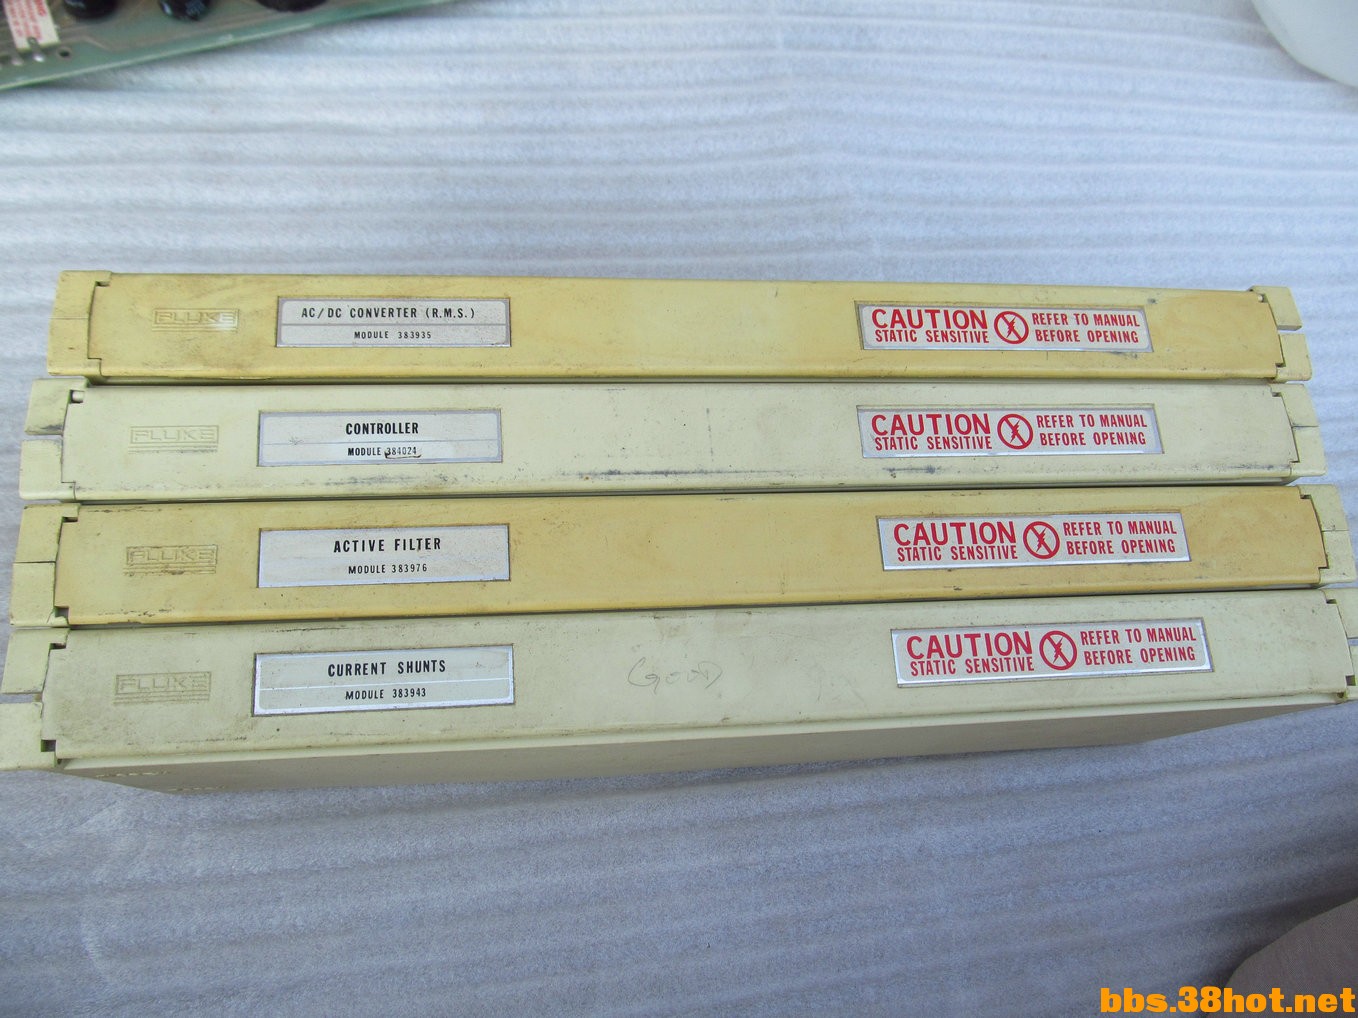 FLUKE
AC/DC CONVERTER (R.M.S.)
MODULE 383935
CAUTION
STATIC SENSITIVE
REFER TO MANUAL
BEFORE OPENING
FLUKE
CONTROLLER
MODULE 384024
CAUTION
STATIC SENSITIVE
REFER TO MANUAL
BEFORE OPENING
FLUKE
ACTIVE FILTER
MODULE 383976
CAUTION
STATIC SENSITIVE
REFER TO MANUAL
BEFORE OPENING
FLUKE
CURRENT SHUNTS
MODULE 383943
GOOD
CAUTION
STATIC SENSITIVE
REFER TO MANUAL
BEFORE OPENING
bbs.38hot.net